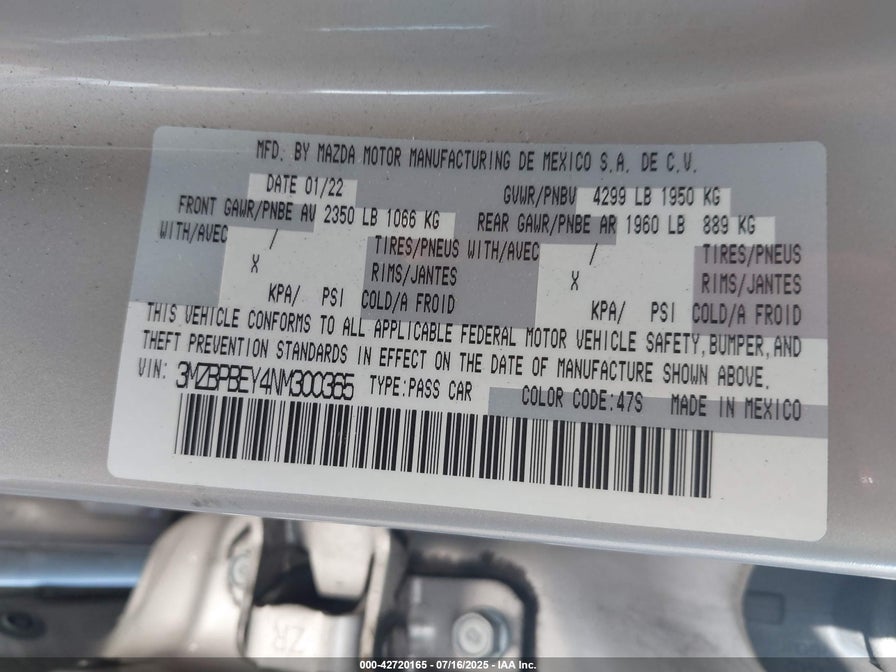 MFD. BY MAZDA MOTOR MANUFACTURING DE MEXICO S.A. DE C.V.
DATE 01/22 GVWR/PNBV 4299 LB 1950 KG
FRONT GAWR/PNBE AV 2350 LB 1066 KG REAR GAWR/PNBE AR 1960 LB 889 KG
WITH/AVEC / TIRES/PNEUS WITH/AVEC / TIRES/PNEUS
X RIMS/JANTES X RIMS/JANTES
KPA/ PSI COLD/A FROID KPA/ PSI COLD/A FROID
THIS VEHICLE CONFORMS TO ALL APPLICABLE FEDERAL MOTOR VEHICLE SAFETY, BUMPER, AND
THEFT PREVENTION STANDARDS IN EFFECT ON THE DATE OF MANUFACTURE SHOWN ABOVE.
VIN: 3MZBPBEY4NM300365 TYPE:PASS CAR COLOR CODE:47S MADE IN MEXICO
ZR
000-42720165 - 07/16/2025 - IAA Inc.